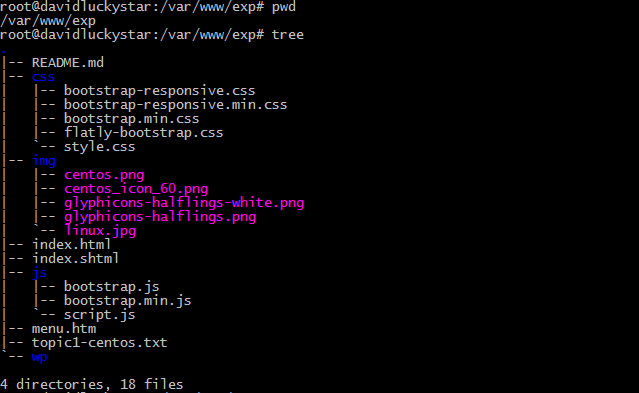 root@davidluckystar:/var/www/exp# pwd
/var/www/exp
root@davidluckystar:/var/www/exp# tree
.
|-- README.md
|-- css
|   |-- bootstrap-responsive.css
|   |-- bootstrap-responsive.min.css
|   |-- bootstrap.min.css
|   |-- flatly-bootstrap.css
|   `-- style.css
|-- img
|   |-- centos.png
|   |-- centos_icon_60.png
|   |-- glyphicons-halflings-white.png
|   |-- glyphicons-halflings.png
|   `-- linux.jpg
|-- index.html
|-- index.shtml
|-- js
|   |-- bootstrap.js
|   |-- bootstrap.min.js
|   `-- script.js
|-- menu.htm
|-- topic1-centos.txt
`-- wp

4 directories, 18 files